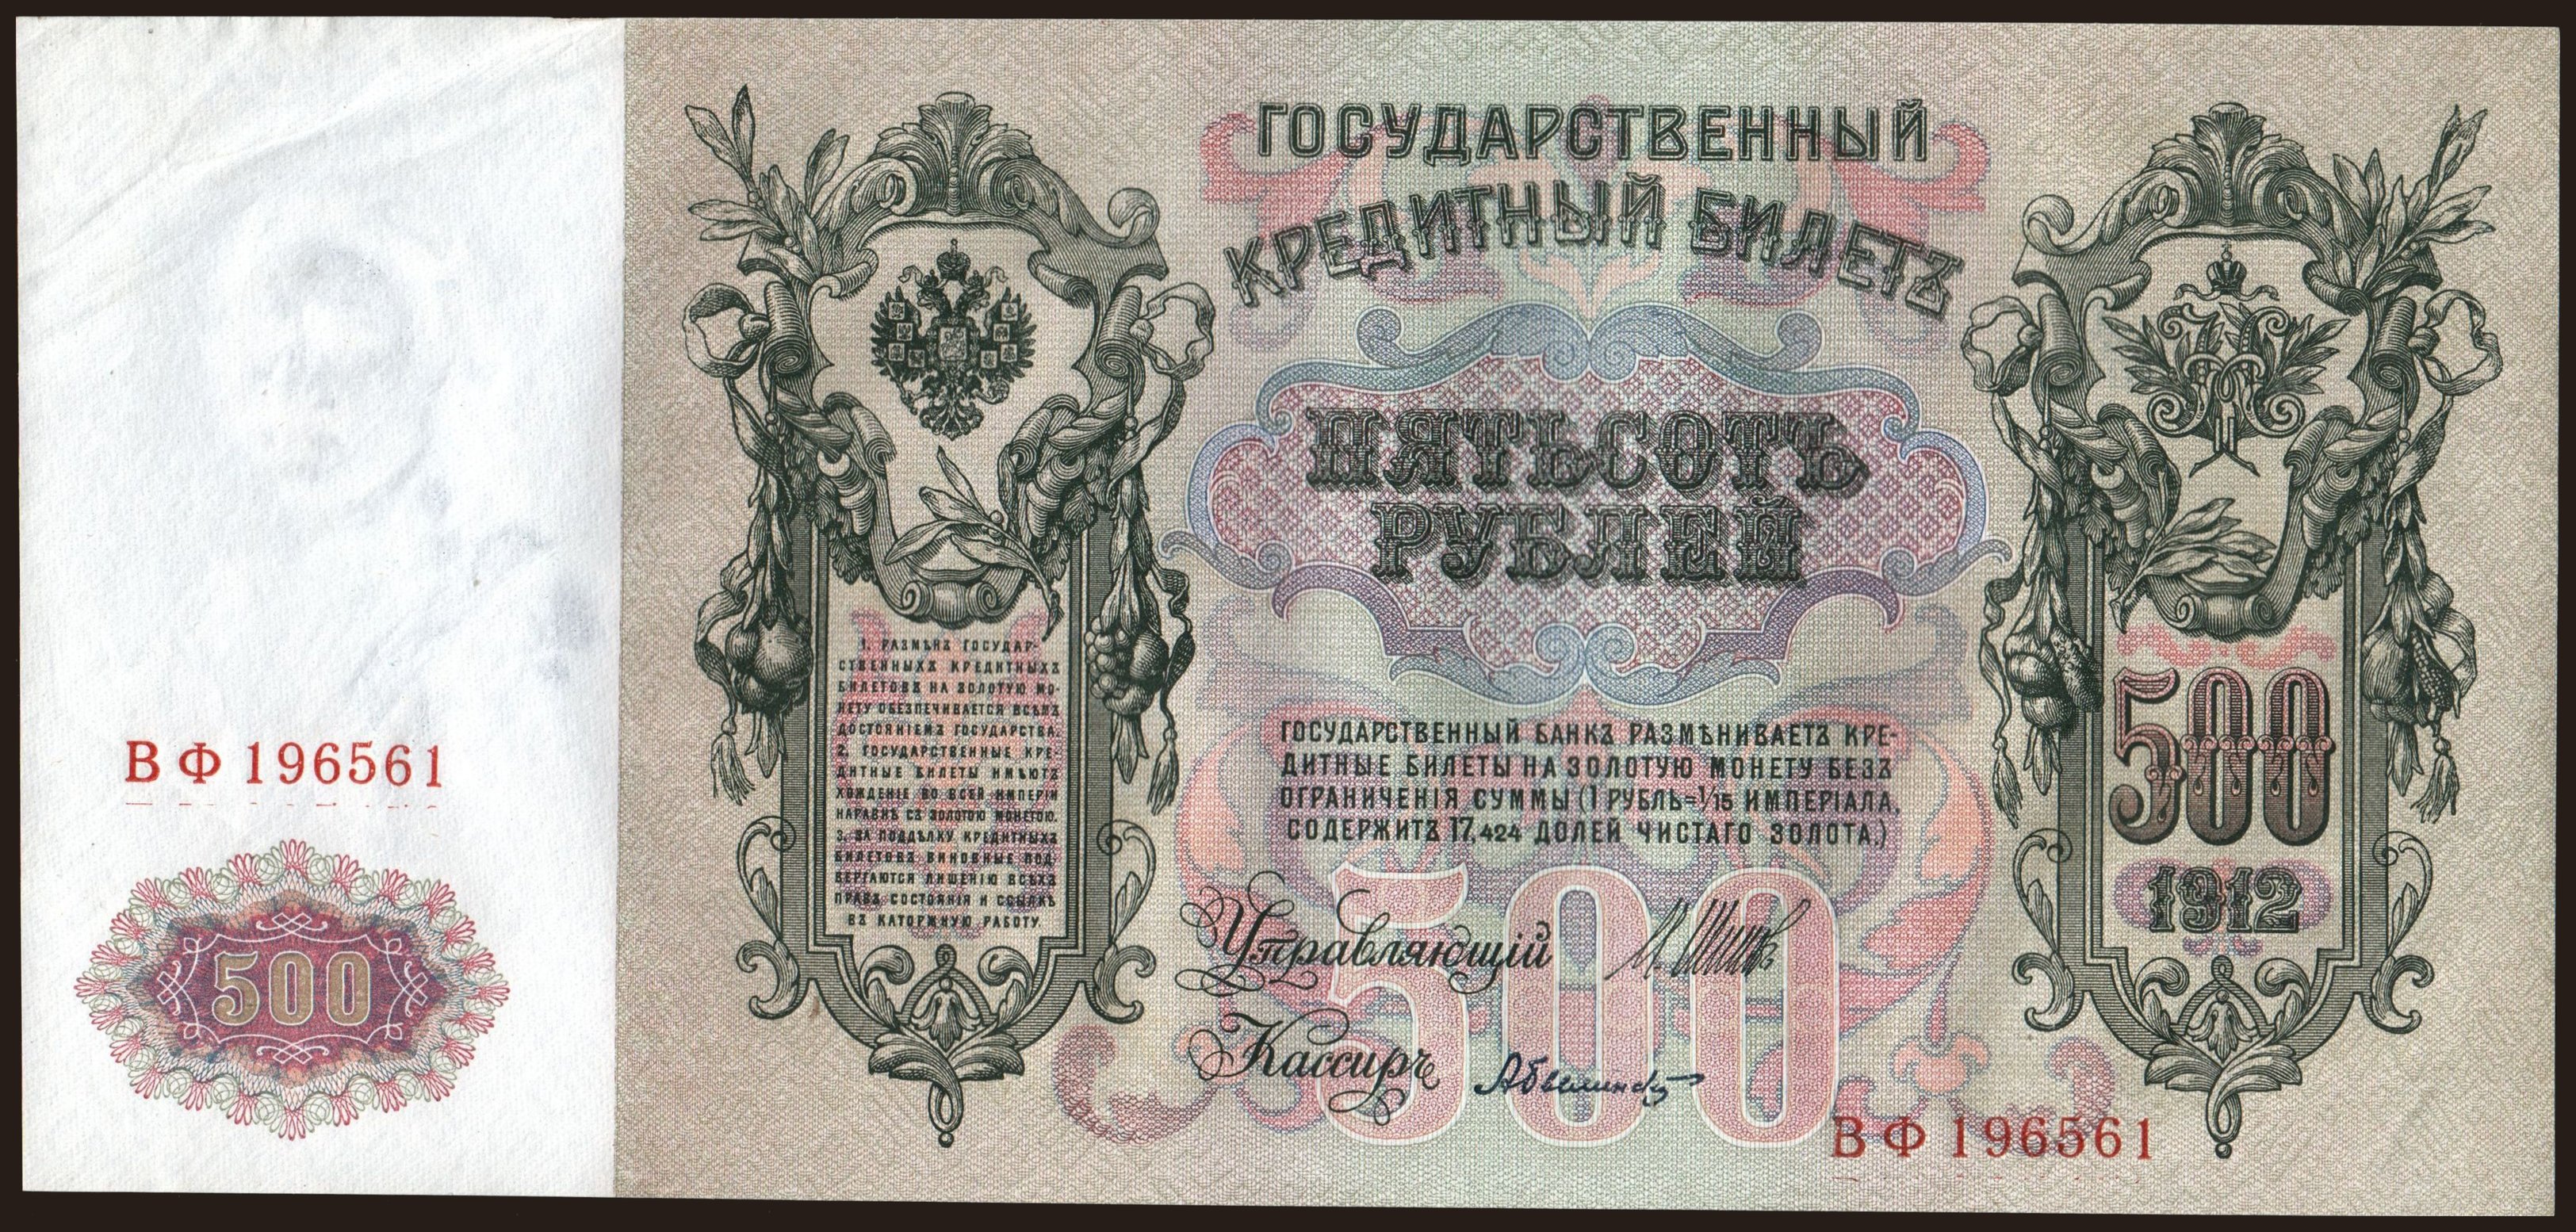 ГОСУДАРСТВЕННЫЙ
КРЕДИТНЫЙ БИЛЕТЪ
ПЯТЬСОТЪ
РУБЛЕЙ
1. РАЗМѢНЪ ГОСУДАР-
СТВЕННЫХЪ КРЕДИТНЫХЪ
БИЛЕТОВЪ НА ЗОЛОТУЮ МО-
НЕТУ ОБЕЗПЕЧИВАЕТСЯ ВСѢМЪ
ДОСТОЯНІЕМЪ ГОСУДАРСТВА.
2. ГОСУДАРСТВЕННЫЕ КРЕ-
ДИТНЫЕ БИЛЕТЫ ИМѢЮТЪ
ХОЖДЕНІЕ ВО ВСЕЙ ИМПЕРІИ
НАРАВНѢ СЪ ЗОЛОТОЮ МОНЕТОЮ.
3. ЗА ПОДДѢЛКУ КРЕДИТНЫХЪ
БИЛЕТОВЪ ВИНОВНЫЕ ПОД-
ВЕРГАЮТСЯ ЛИШЕНІЮ ВСѢХЪ
ПРАВЪ СОСТОЯНІЯ И ССЫЛКѢ
ВЪ КАТОРЖНУЮ РАБОТУ.
ГОСУДАРСТВЕННЫЙ БАНКЪ РАЗМѢНИВАЕТЪ КРЕ-
ДИТНЫЕ БИЛЕТЫ НА ЗОЛОТУЮ МОНЕТУ БЕЗЪ
ОГРАНИЧЕНІЯ СУММЫ (1 РУБЛЬ=1/15 ИМПЕРІАЛА,
СОДЕРЖИТЪ 17,424 ДОЛЕЙ ЧИСТАГО ЗОЛОТА.)
500
1912
ВФ 196561
500
Управляющій
Кассиръ
500
ВФ 196561